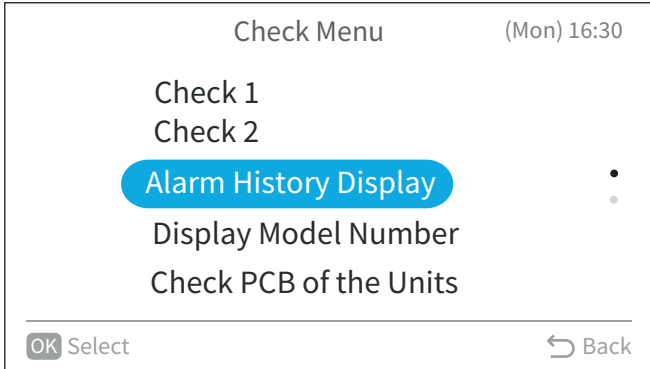 Check Menu (Mon) 16:30
Check 1
Check 2
Alarm History Display
Display Model Number
Check PCB of the Units
OK Select Back